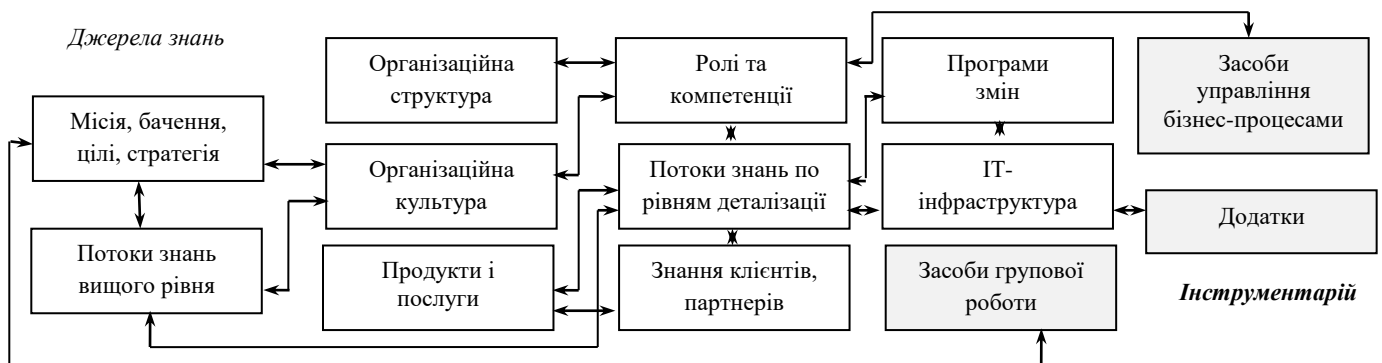 Джерела знань
Організаційна
структура
Ролі та
компетенції
Програми
змін
Засоби
управління
бізнес-процесами
Місія, бачення,
цілі, стратегія
Організаційна
культура
Потоки знань по
рівням деталізації
ІТ-
інфраструктура
Додатки
Потоки знань
вищого рівня
Продукти і
послуги
Знання клієнтів,
партнерів
Засоби групової
роботи
Інструментарій